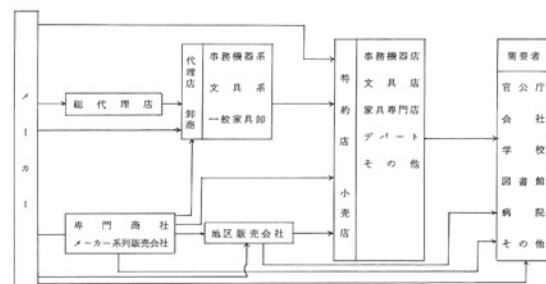 メーカー
総代理店
代理店 卸商
事務機器系
文具系
一般家具卸
専門商社
メーカー系列販売会社
地区販売会社
特約店 小売店
事務機器店
文具店
家具専門店
デパート
その他
需要者
官公庁
会社
学校
図書館
病院
その他